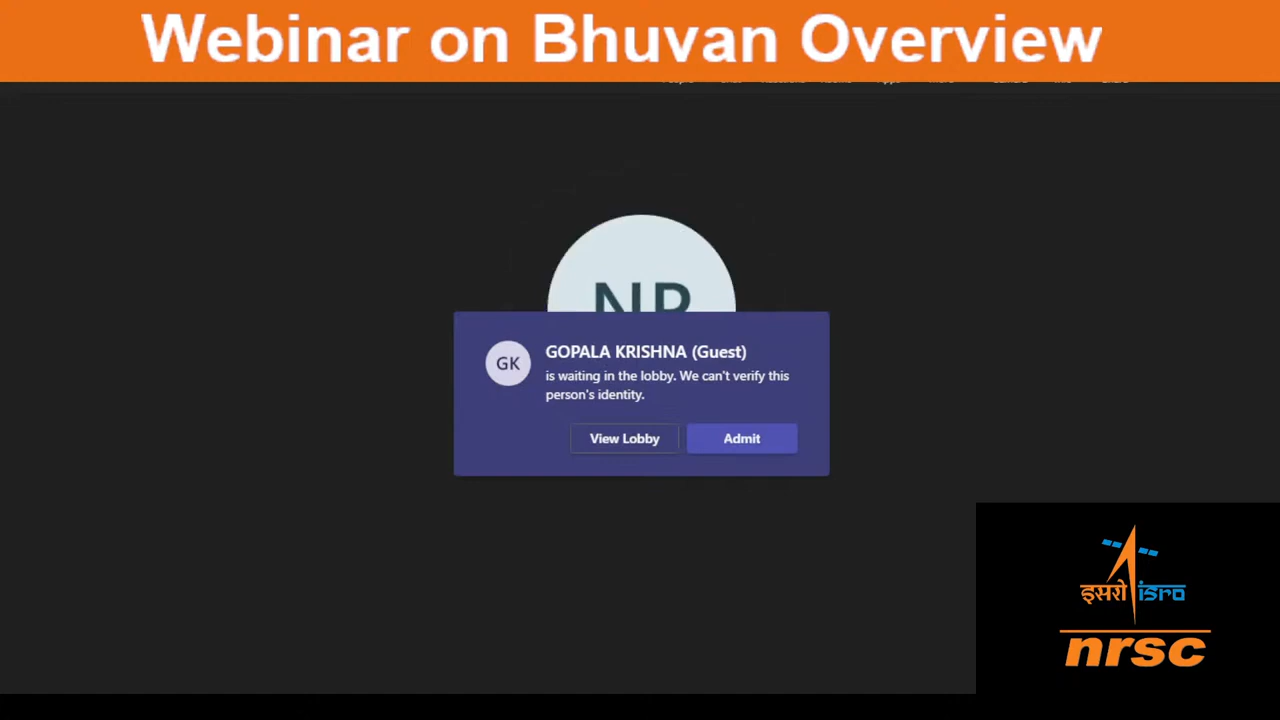 Webinar on Bhuvan Overview
NR
GK
GOPALA KRISHNA (Guest)
is waiting in the lobby. We can't verify this
person's identity.
View Lobby
Admit
इसरो isro
nrsc